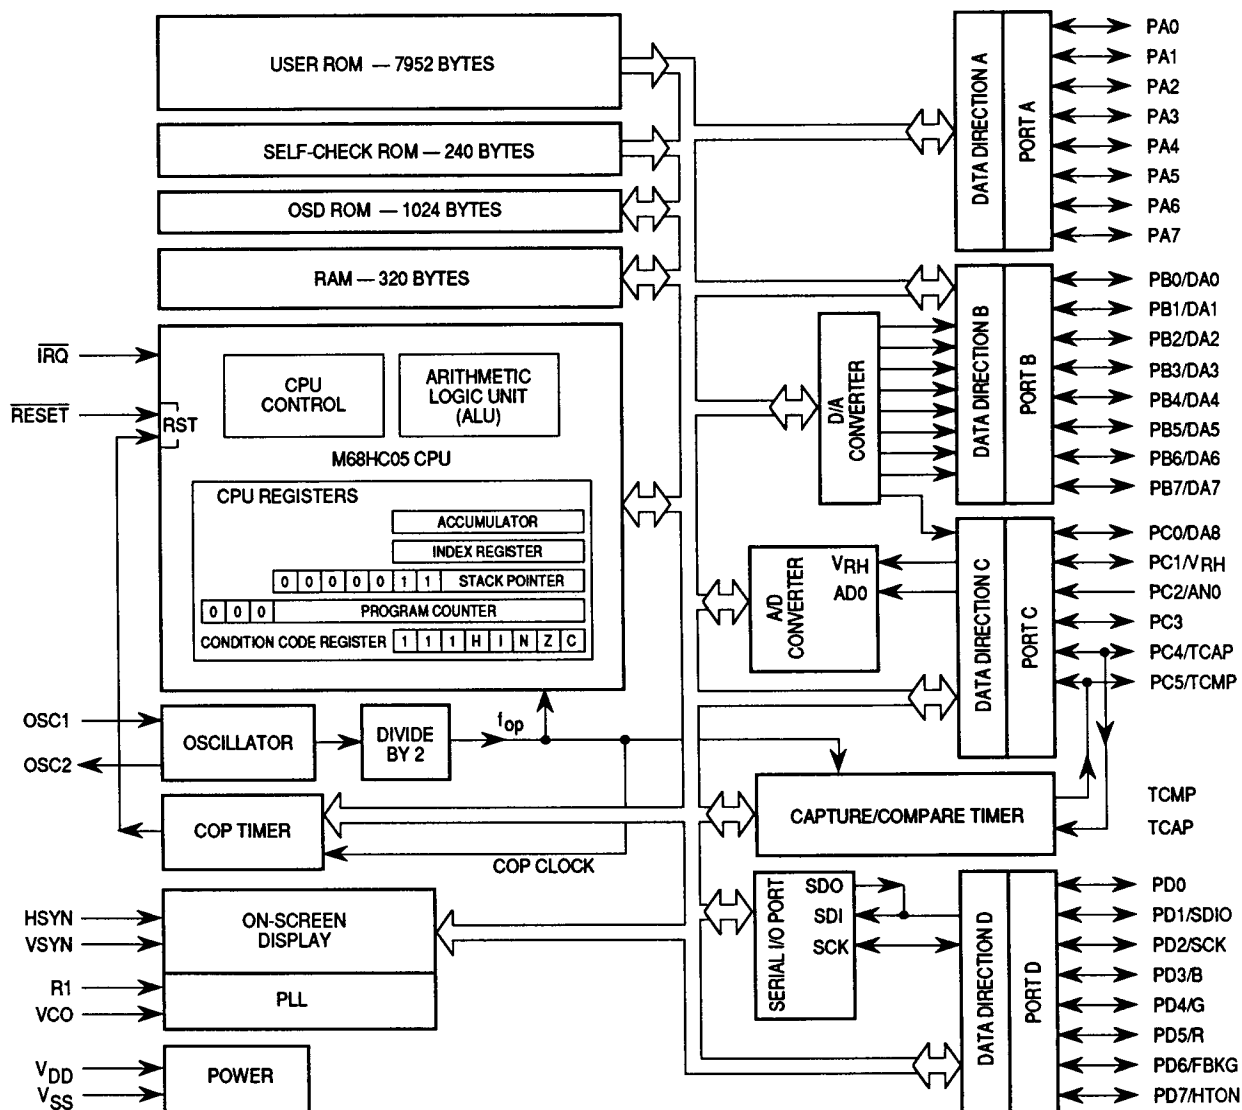 USER ROM — 7952 BYTES
SELF-CHECK ROM — 240 BYTES
OSD ROM — 1024 BYTES
RAM — 320 BYTES
IRQ
RESET
RST
CPU
CONTROL
ARITHMETIC
LOGIC UNIT
(ALU)
M68HC05 CPU
CPU REGISTERS
ACCUMULATOR
INDEX REGISTER
0 0 0 0 0 1 1 STACK POINTER
0 0 0 PROGRAM COUNTER
CONDITION CODE REGISTER 1 1 1 H I N Z C
OSC1
OSC2
OSCILLATOR
DIVIDE
BY 2
fop
COP TIMER
COP CLOCK
HSYN
VSYN
ON-SCREEN
DISPLAY
R1
VCO
PLL
VDD
VSS
POWER
DATA DIRECTION A
PORT A
PA0
PA1
PA2
PA3
PA4
PA5
PA6
PA7
D/A
CONVERTER
DATA DIRECTION B
PORT B
PB0/DA0
PB1/DA1
PB2/DA2
PB3/DA3
PB4/DA4
PB5/DA5
PB6/DA6
PB7/DA7
A/D
CONVERTER
VRH
AD0
DATA DIRECTION C
PORT C
PC0/DA8
PC1/VRH
PC2/AN0
PC3
PC4/TCAP
PC5/TCMP
CAPTURE/COMPARE TIMER
TCMP
TCAP
SERIAL I/O PORT
SDO
SDI
SCK
DATA DIRECTION D
PORT D
PD0
PD1/SDIO
PD2/SCK
PD3/B
PD4/G
PD5/R
PD6/FBKG
PD7/HTON